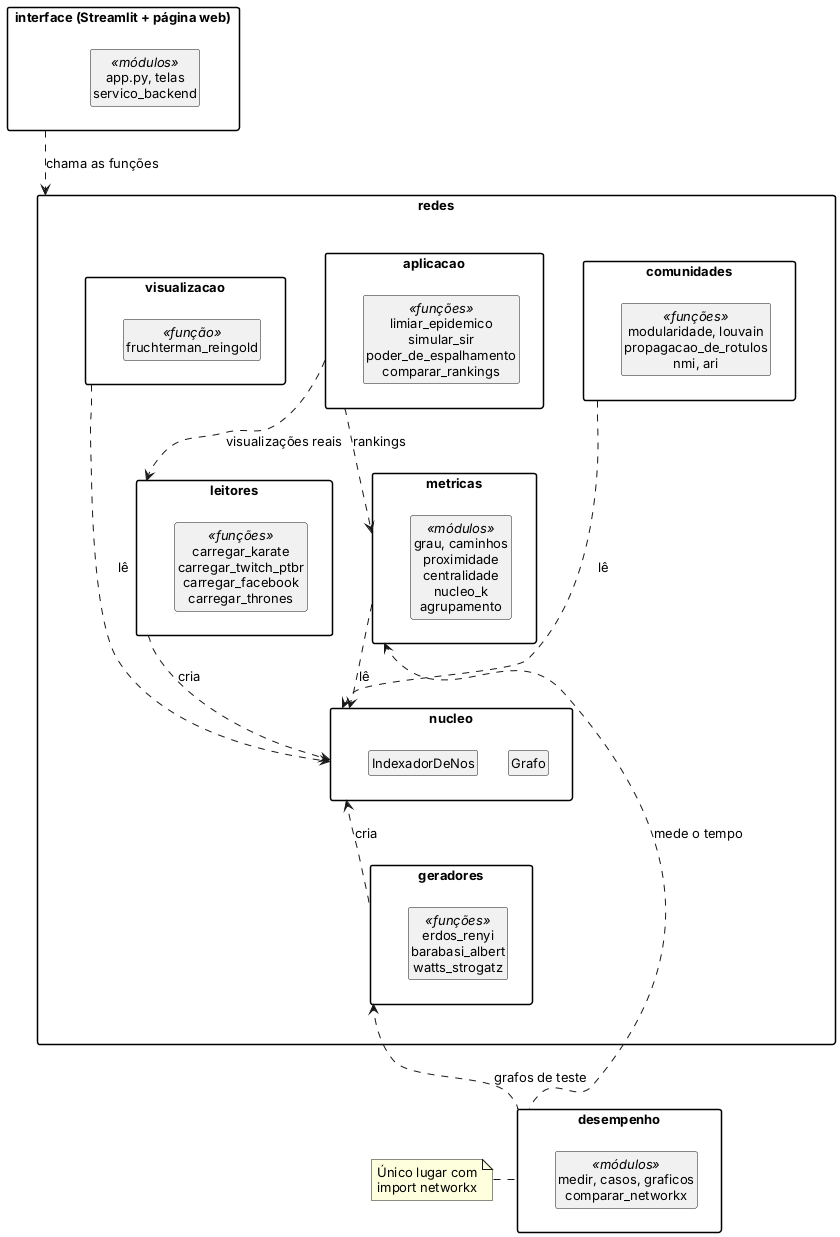 interface (Streamlit + página web)
«módulos»
app.py, telas
servico_backend
chama as funções
redes
visualizacao
«função»
fruchterman_reingold
aplicacao
«funções»
limiar_epidemico
simular_sir
poder_de_espalhamento
comparar_rankings
comunidades
«funções»
modularidade, louvain
propagacao_de_rotulos
nmi, ari
visualizações reais
rankings
leitores
«funções»
carregar_karate
carregar_twitch_ptbr
carregar_facebook
carregar_thrones
metricas
«módulos»
grau, caminhos
proximidade
centralidade
nucleo_k
agrupamento
lê
lê
cria
lê
nucleo
IndexadorDeNos
Grafo
cria
mede o tempo
geradores
«funções»
erdos_renyi
barabasi_albert
watts_strogatz
grafos de teste
desempenho
«módulos»
medir, casos, graficos
comparar_networkx
Único lugar com
import networkx